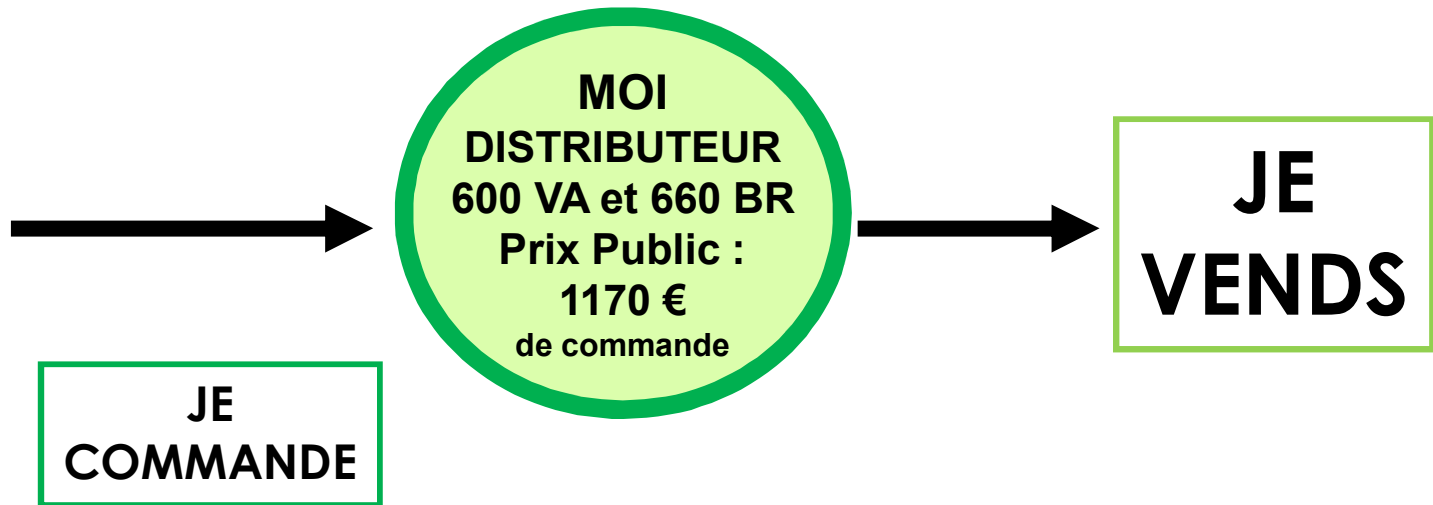 MOI
DISTRIBUTEUR
600 VA et 660 BR
Prix Public :
1170 €
de commande
JE
VENDS
JE
COMMANDE